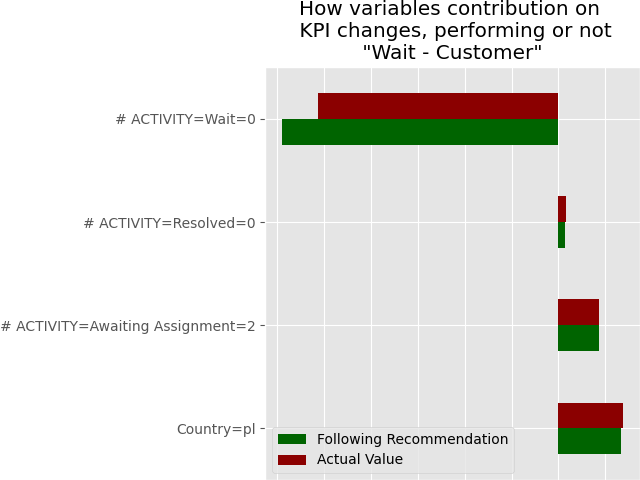 How variables contribution on
KPI changes, performing or not
"Wait - Customer"
# ACTIVITY=Wait=0
# ACTIVITY=Resolved=0
# ACTIVITY=Awaiting Assignment=2
Country=pl
Following Recommendation
Actual Value